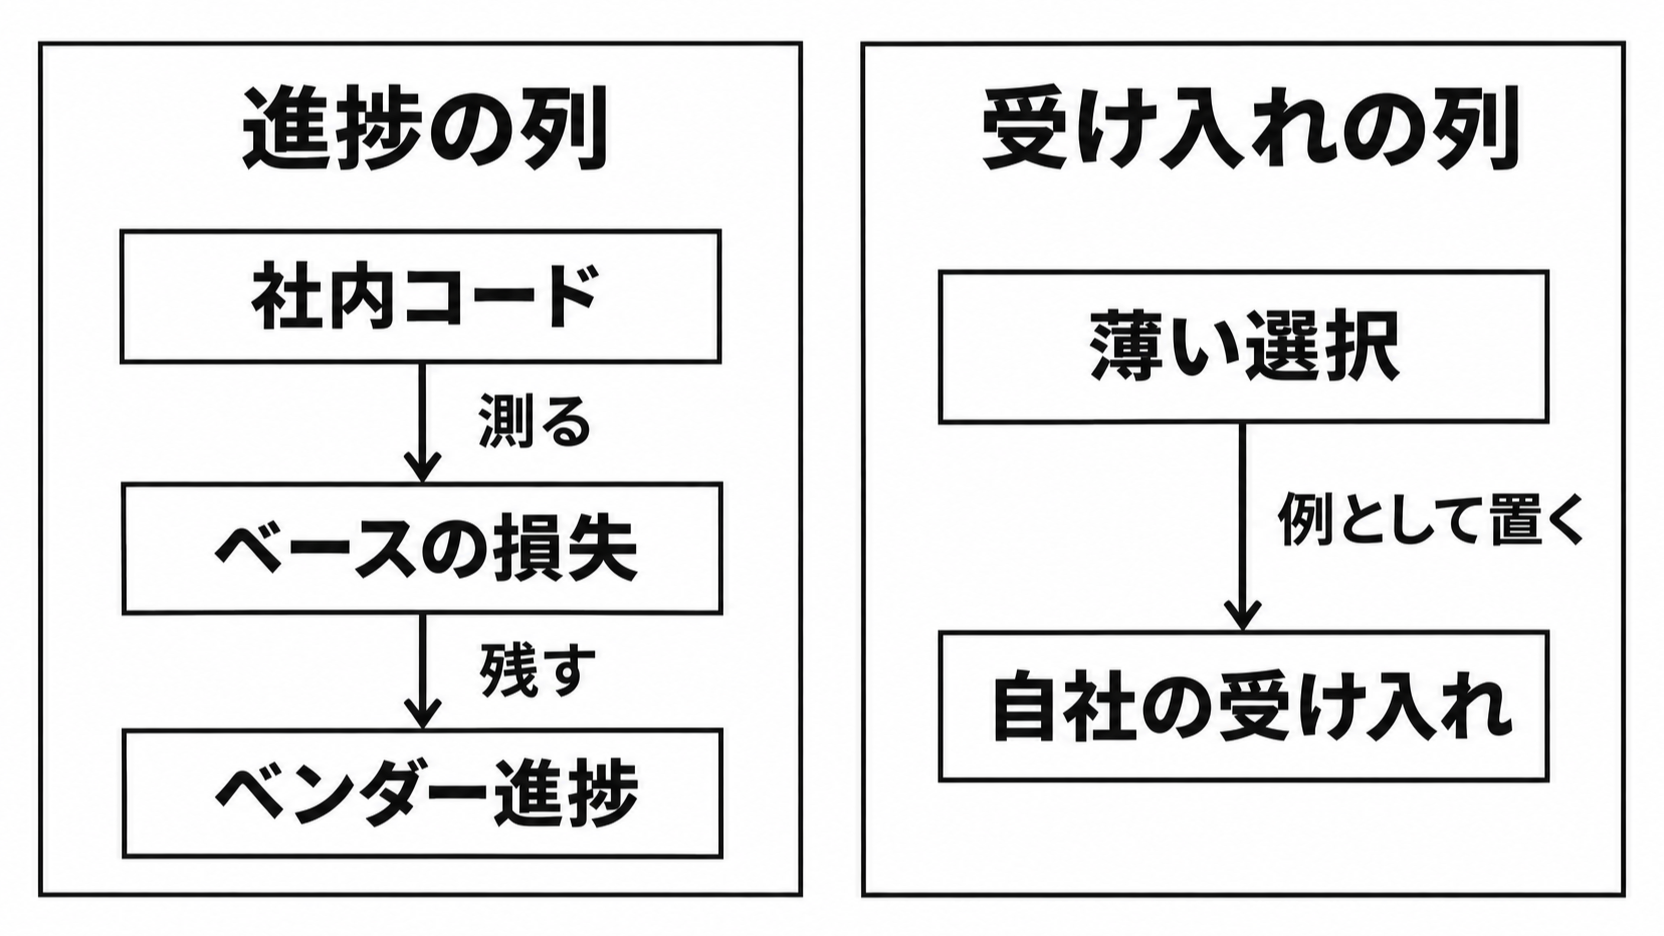 進捗の列
社内コード
測る
ベースの損失
残す
ベンダー進捗
受け入れの列
薄い選択
例として置く
自社の受け入れ